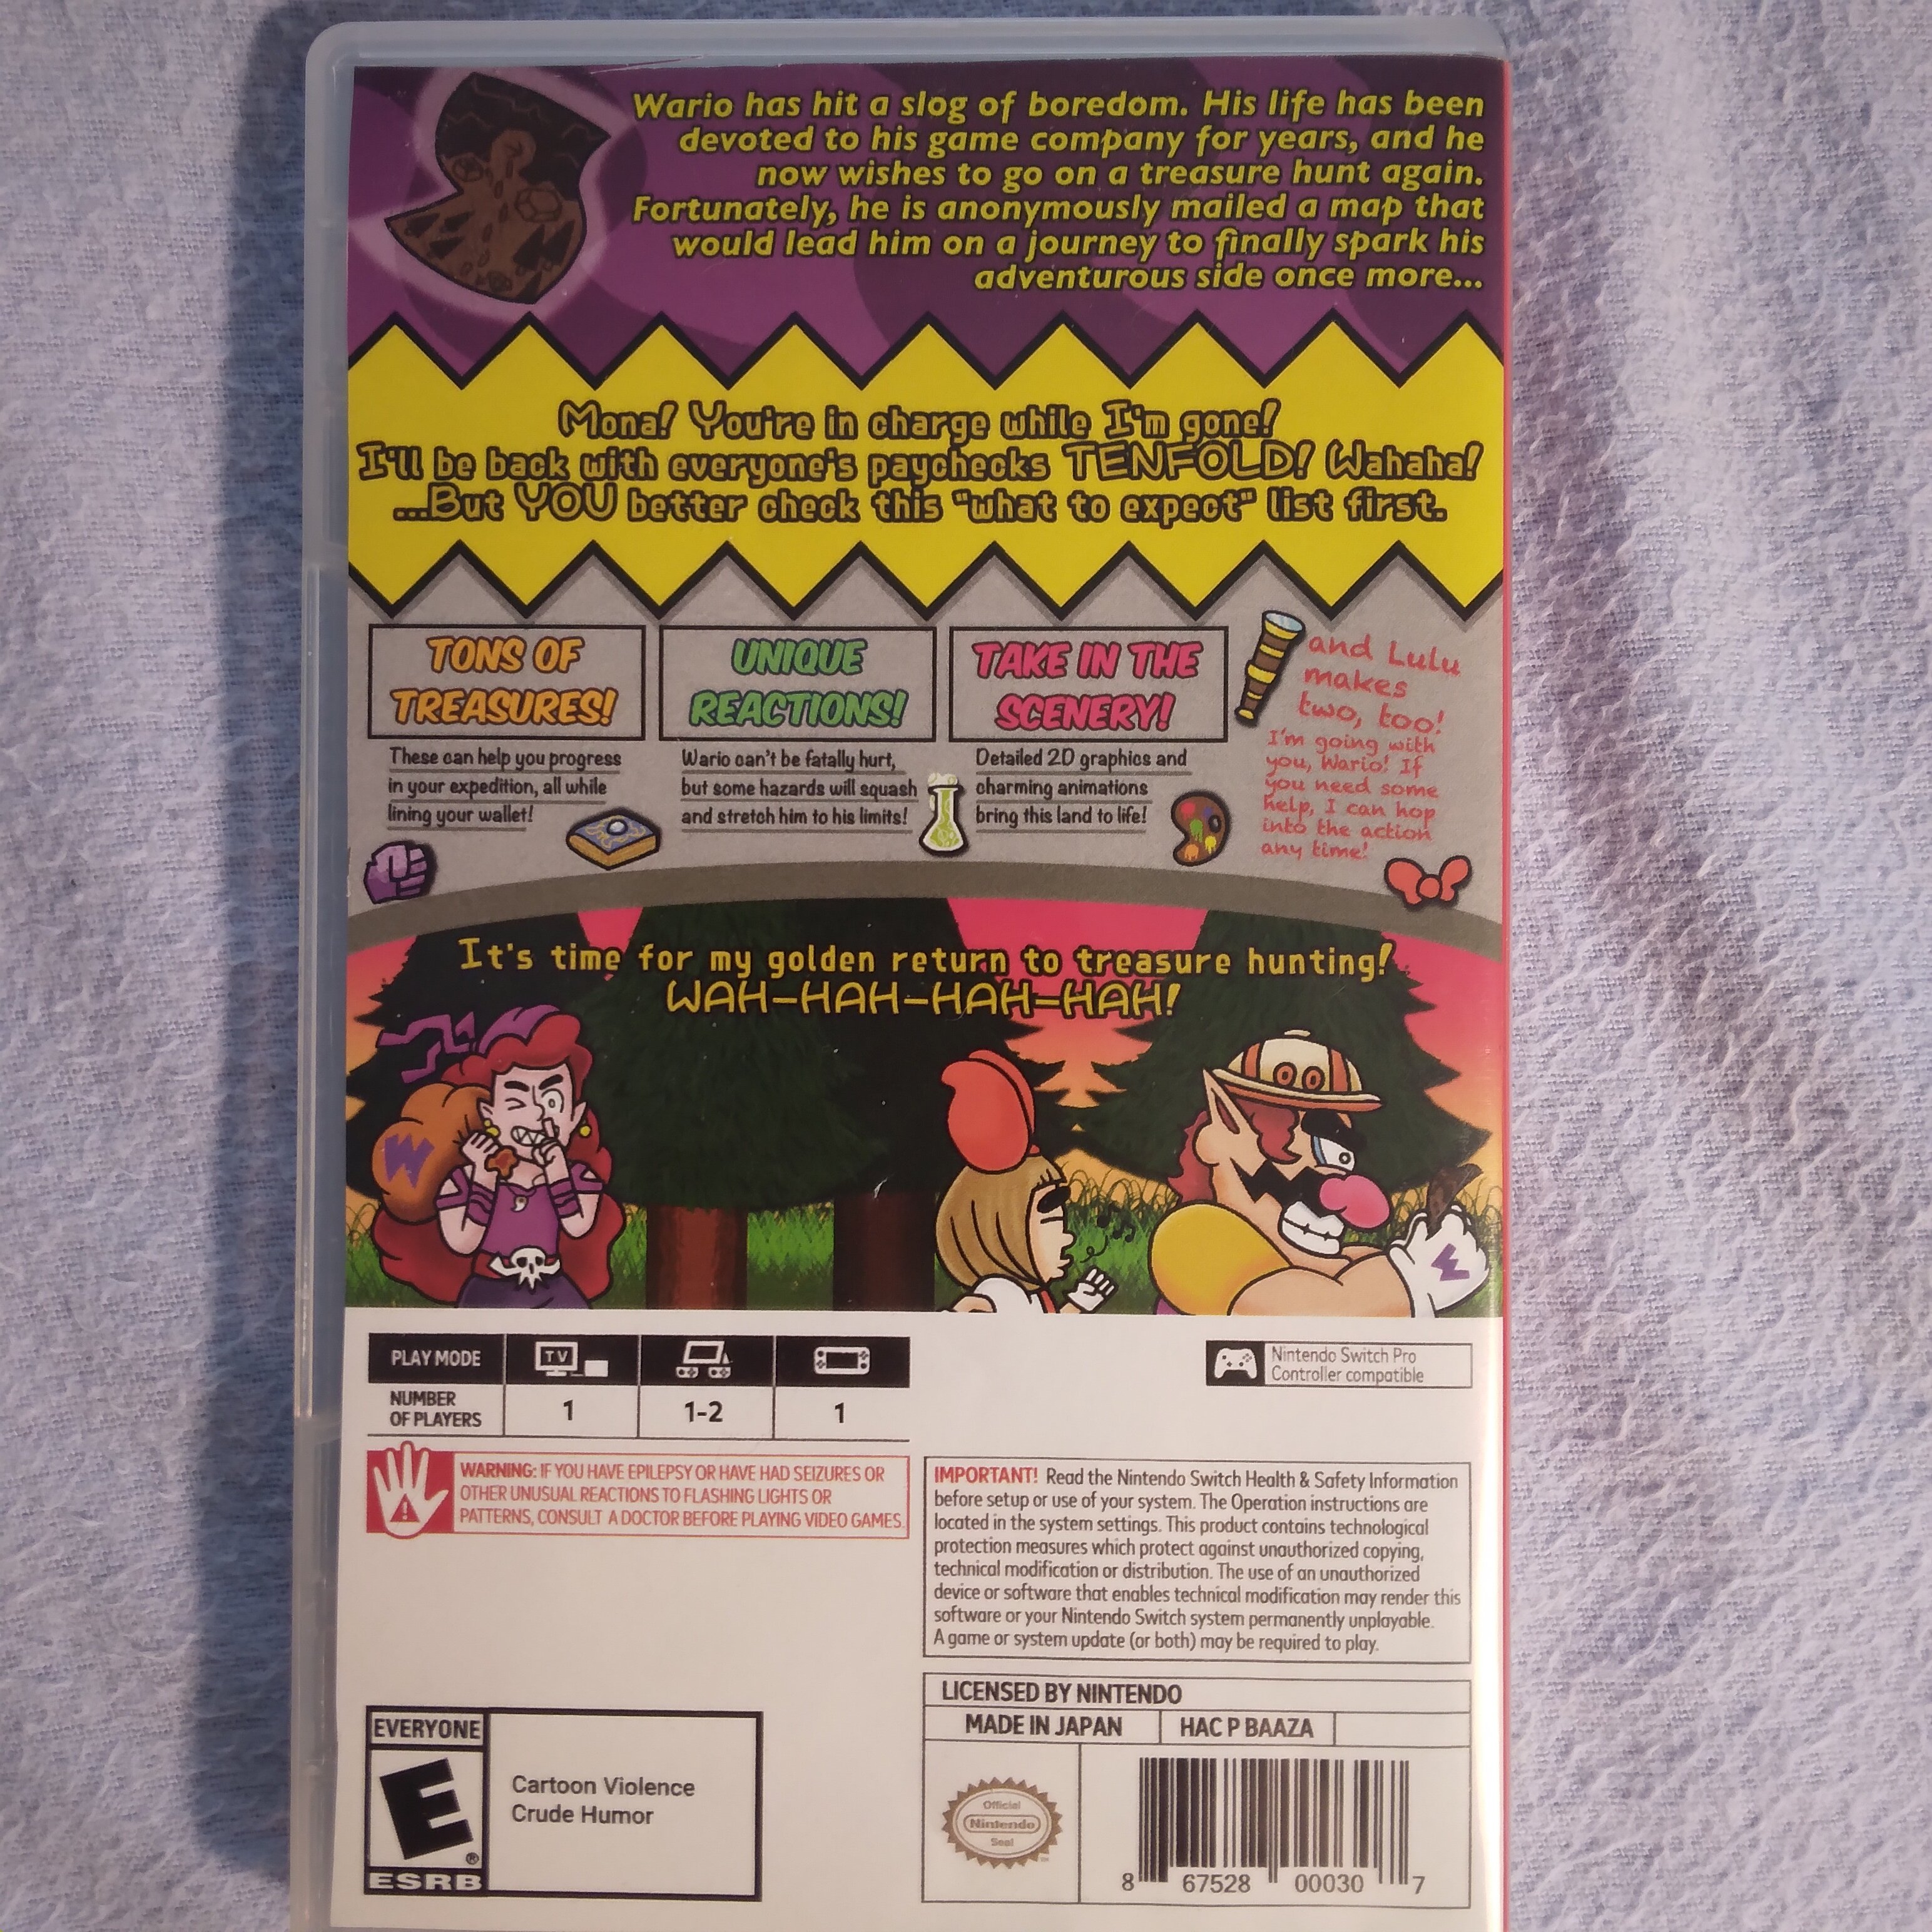 Wario has hit a slog of boredom. His life has been
devoted to his game company for years, and he
now wishes to go on a treasure hunt again.
Fortunately, he is anonymously mailed a map that
would lead him on a journey to finally spark his
adventurous side once more...
Mona! You're in charge while I'm gone!
I'll be back with everyone's paychecks TENFOLD! Wahaha!
...But YOU better check this "what to expect" list first.
TONS OF
TREASURES!
These can help you progress
in your expedition, all while
lining your wallet!
UNIQUE
REACTIONS!
Wario can't be fatally hurt,
but some hazards will squash
and stretch him to his limits!
TAKE IN THE
SCENERY!
Detailed 2D graphics and
charming animations
bring this land to life!
and Lulu
makes
two, too!
I'm going with
you, Wario! If
you need some
help, I can hop
into the action
any time!
It's time for my golden return to treasure hunting!
WAH-HAH-HAH-HAH!
W
W
PLAY MODE
TV
NUMBER
OF PLAYERS
1
1-2
1
Nintendo Switch Pro
Controller compatible
WARNING: IF YOU HAVE EPILEPSY OR HAVE HAD SEIZURES OR
OTHER UNUSUAL REACTIONS TO FLASHING LIGHTS OR
PATTERNS, CONSULT A DOCTOR BEFORE PLAYING VIDEO GAMES.
IMPORTANT! Read the Nintendo Switch Health & Safety Information
before setup or use of your system. The Operation instructions are
located in the system settings. This product contains technological
protection measures which protect against unauthorized copying,
technical modification or distribution. The use of an unauthorized
device or software that enables technical modification may render this
software or your Nintendo Switch system permanently unplayable.
A game or system update (or both) may be required to play.
LICENSED BY NINTENDO
MADE IN JAPAN
HAC P BAAZA
EVERYONE
E
ESRB
Cartoon Violence
Crude Humor
Official
Nintendo
Seal
8 67528 00030 7